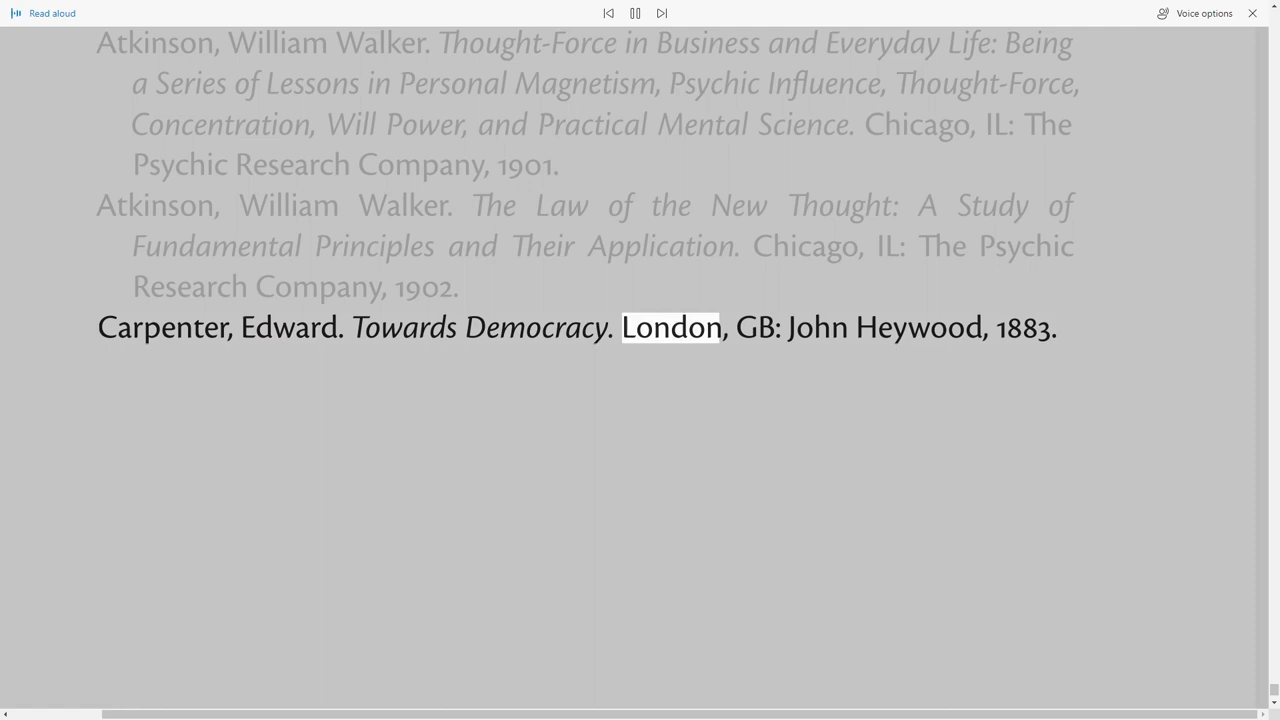 Read aloud
Voice options
Atkinson, William Walker. Thought-Force in Business and Everyday Life: Being
a Series of Lessons in Personal Magnetism, Psychic Influence, Thought-Force,
Concentration, Will Power, and Practical Mental Science. Chicago, IL: The
Psychic Research Company, 1901.
Atkinson, William Walker. The Law of the New Thought: A Study of
Fundamental Principles and Their Application. Chicago, IL: The Psychic
Research Company, 1902.
Carpenter, Edward. Towards Democracy. London, GB: John Heywood, 1883.